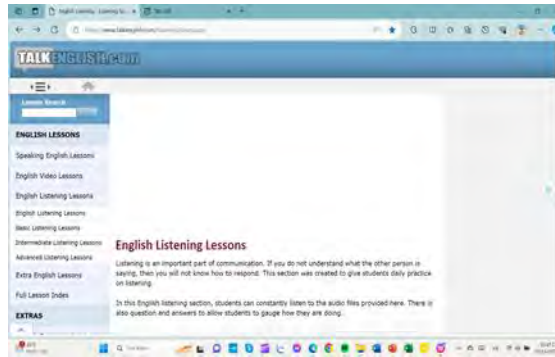 TALKENGLISH.com
Lesson Search
ENGLISH LESSONS
Speaking English Lessons
English Video Lessons
English Listening Lessons
English Listening Lessons
Basic Listening Lessons
Intermediate Listening Lessons
Advanced Listening Lessons
Extra English Lessons
Full Lesson Index
EXTRAS
English Listening Lessons
Listening is an important part of communication. If you do not understand what the other person is
saying, then you will not know how to respond. This section was created to give students daily practice
on listening.
In this English listening section, students can constantly listen to the audio files provided here. There is
also question and answers to allow students to gauge how they are doing.